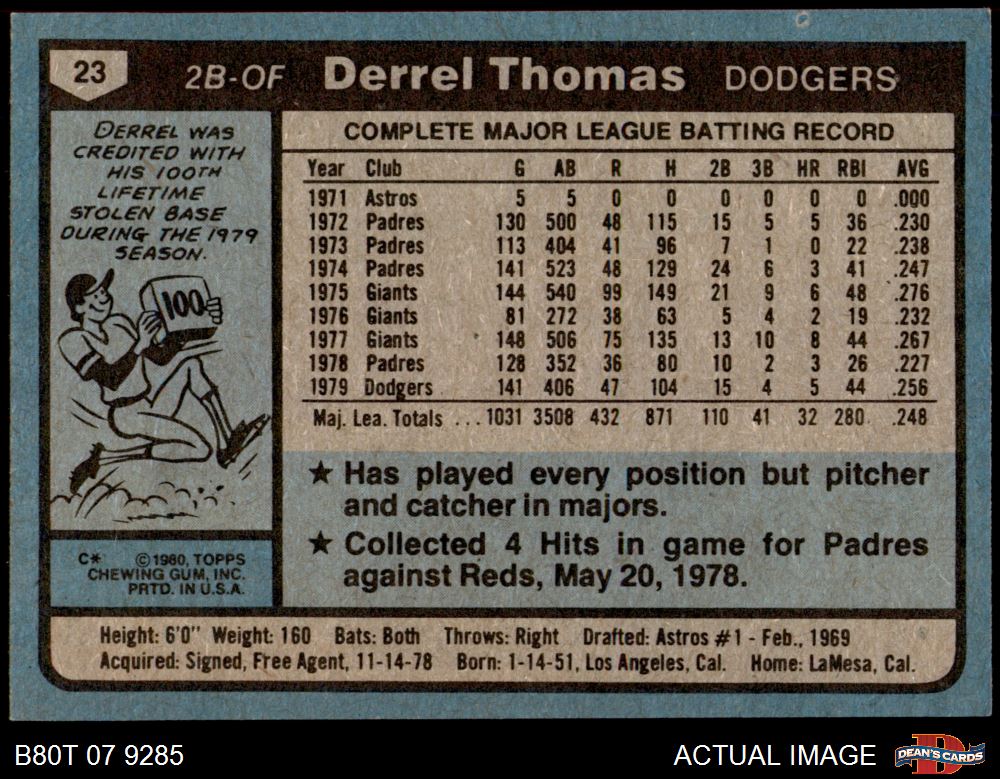 23 2B-OF Derrel Thomas DODGERS
DERREL WAS
CREDITED WITH
HIS 100TH
LIFETIME
STOLEN BASE
DURING THE 1979
SEASON.
100
C* ©1980, TOPPS
CHEWING GUM, INC.
PRTD. IN U.S.A.
COMPLETE MAJOR LEAGUE BATTING RECORD
Year Club G AB R H 2B 3B HR RBI AVG
1971 Astros 5 5 0 0 0 0 0 0 .000
1972 Padres 130 500 48 115 15 5 5 36 .230
1973 Padres 113 404 41 96 7 1 0 22 .238
1974 Padres 141 523 48 129 24 6 3 41 .247
1975 Giants 144 540 99 149 21 9 6 48 .276
1976 Giants 81 272 38 63 5 4 2 19 .232
1977 Giants 148 506 75 135 13 10 8 44 .267
1978 Padres 128 352 36 80 10 2 3 26 .227
1979 Dodgers 141 406 47 104 15 4 5 44 .256
Maj. Lea. Totals ... 1031 3508 432 871 110 41 32 280 .248
★ Has played every position but pitcher
and catcher in majors.
★ Collected 4 Hits in game for Padres
against Reds, May 20, 1978.
Height: 6'0" Weight: 160 Bats: Both Throws: Right Drafted: Astros #1 - Feb., 1969
Acquired: Signed, Free Agent, 11-14-78 Born: 1-14-51, Los Angeles, Cal. Home: LaMesa, Cal.
B80T 07 9285 ACTUAL IMAGE D DEAN'S CARDS